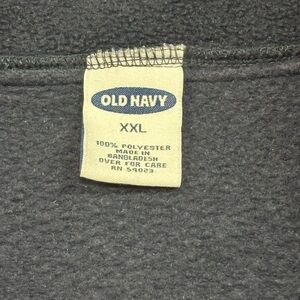 OLD NAVY
XXL
100% POLYESTER
MADE IN
BANGLADESH
OVER FOR CARE
RN 54023